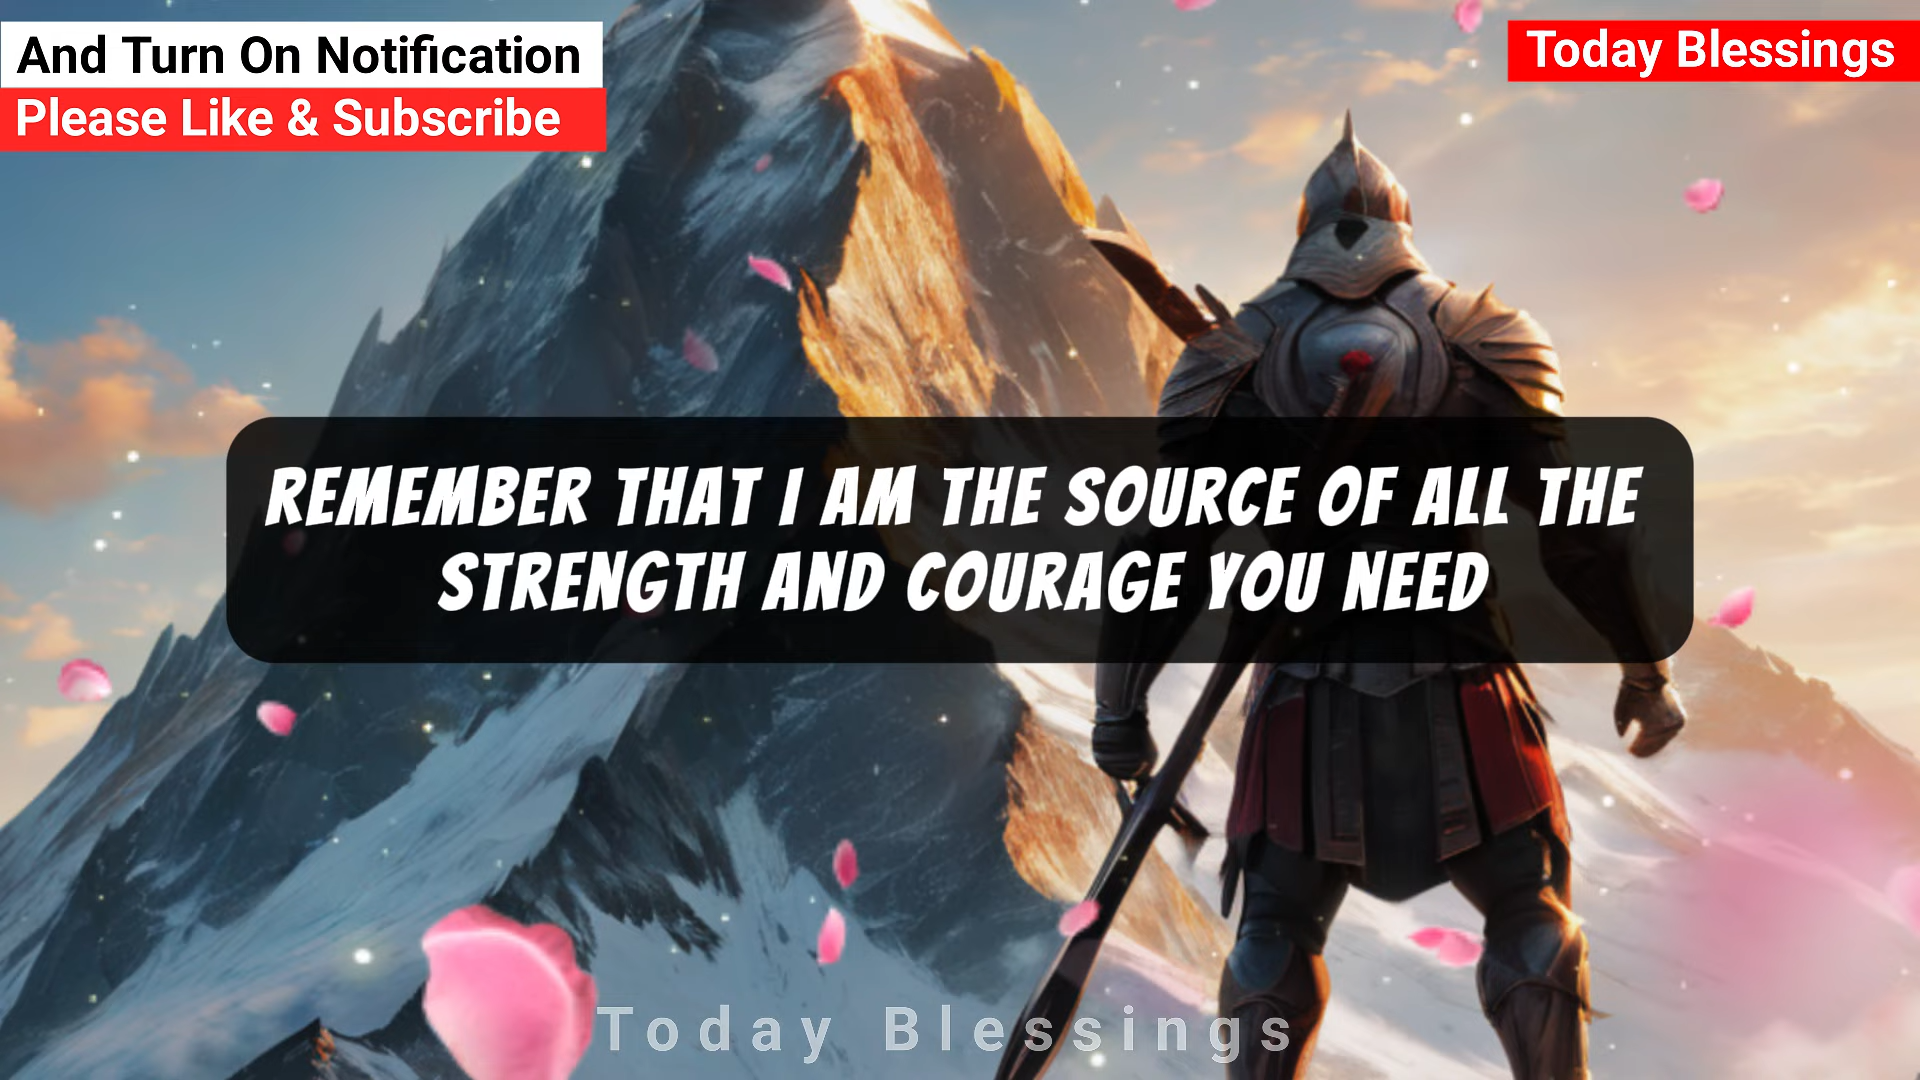 And Turn On Notification
Please Like & Subscribe
Today Blessings
REMEMBER THAT I AM THE SOURCE OF ALL THE
STRENGTH AND COURAGE YOU NEED
Today Blessings